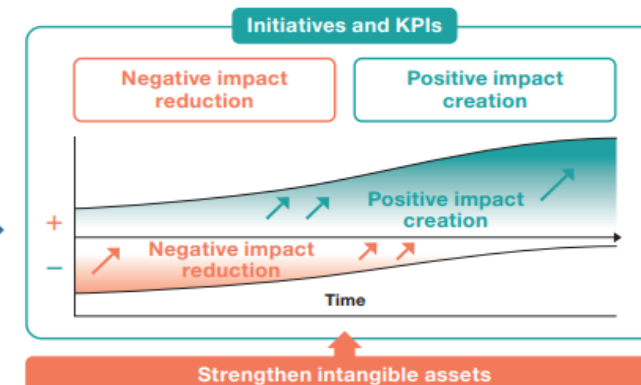 Initiatives and KPIs
Negative impact
reduction
Positive impact
creation
+
Positive impact
creation
−
Negative impact
reduction
Time
Strengthen intangible assets